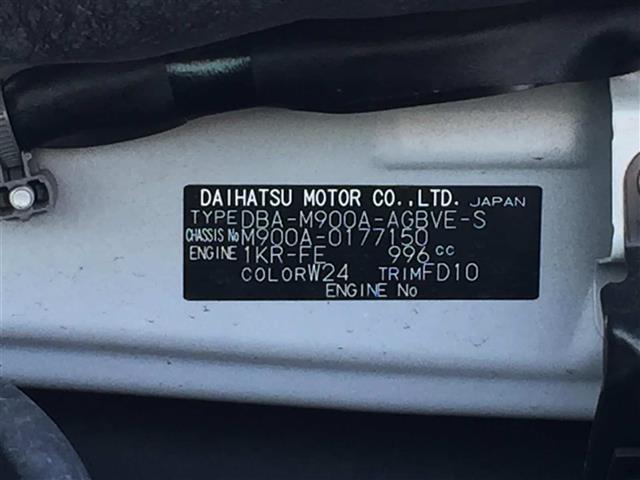 DAIHATSU MOTOR CO.,LTD. JAPAN
TYPE DBA-M900A-AGBVE-S
CHASSIS No M900A-0177150
ENGINE 1KR-FE 996 cc
COLOR W24 TRIM FD10
ENGINE No